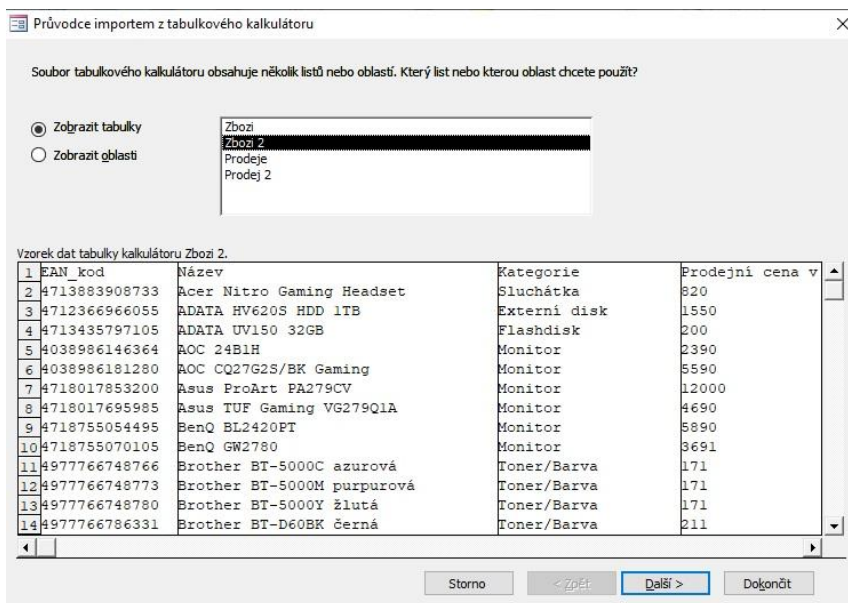 Průvodce importem z tabulkového kalkulátoru
Soubor tabulkového kalkulátoru obsahuje několik listů nebo oblastí. Který list nebo kterou oblast chcete použít?
Zobrazit tabulky
Zobrazit oblasti
Zbozi
Zbozi 2
Prodeje
Prodej 2
Vzorek dat tabulky kalkulátoru Zbozi 2.
1 EAN_kod Název Kategorie Prodejní cena v
2 4713883908733 Acer Nitro Gaming Headset Sluchátka 820
3 4712366966055 ADATA HV620S HDD 1TB Externí disk 1550
4 4713435797105 ADATA UV150 32GB Flashdisk 200
5 4038986146364 AOC 24B1H Monitor 2390
6 4038986181280 AOC CQ27G2S/BK Gaming Monitor 5590
7 4718017853200 Asus ProArt PA279CV Monitor 12000
8 4718017695985 Asus TUF Gaming VG279Q1A Monitor 4690
9 4718755054495 BenQ BL2420PT Monitor 5890
10 4718755070105 BenQ GW2780 Monitor 3691
11 4977766748766 Brother BT-5000C azurová Toner/Barva 171
12 4977766748773 Brother BT-5000M purpurová Toner/Barva 171
13 4977766748780 Brother BT-5000Y žlutá Toner/Barva 171
14 4977766786331 Brother BT-D60BK černá Toner/Barva 211
Storno < Zpět Další > Dokončit